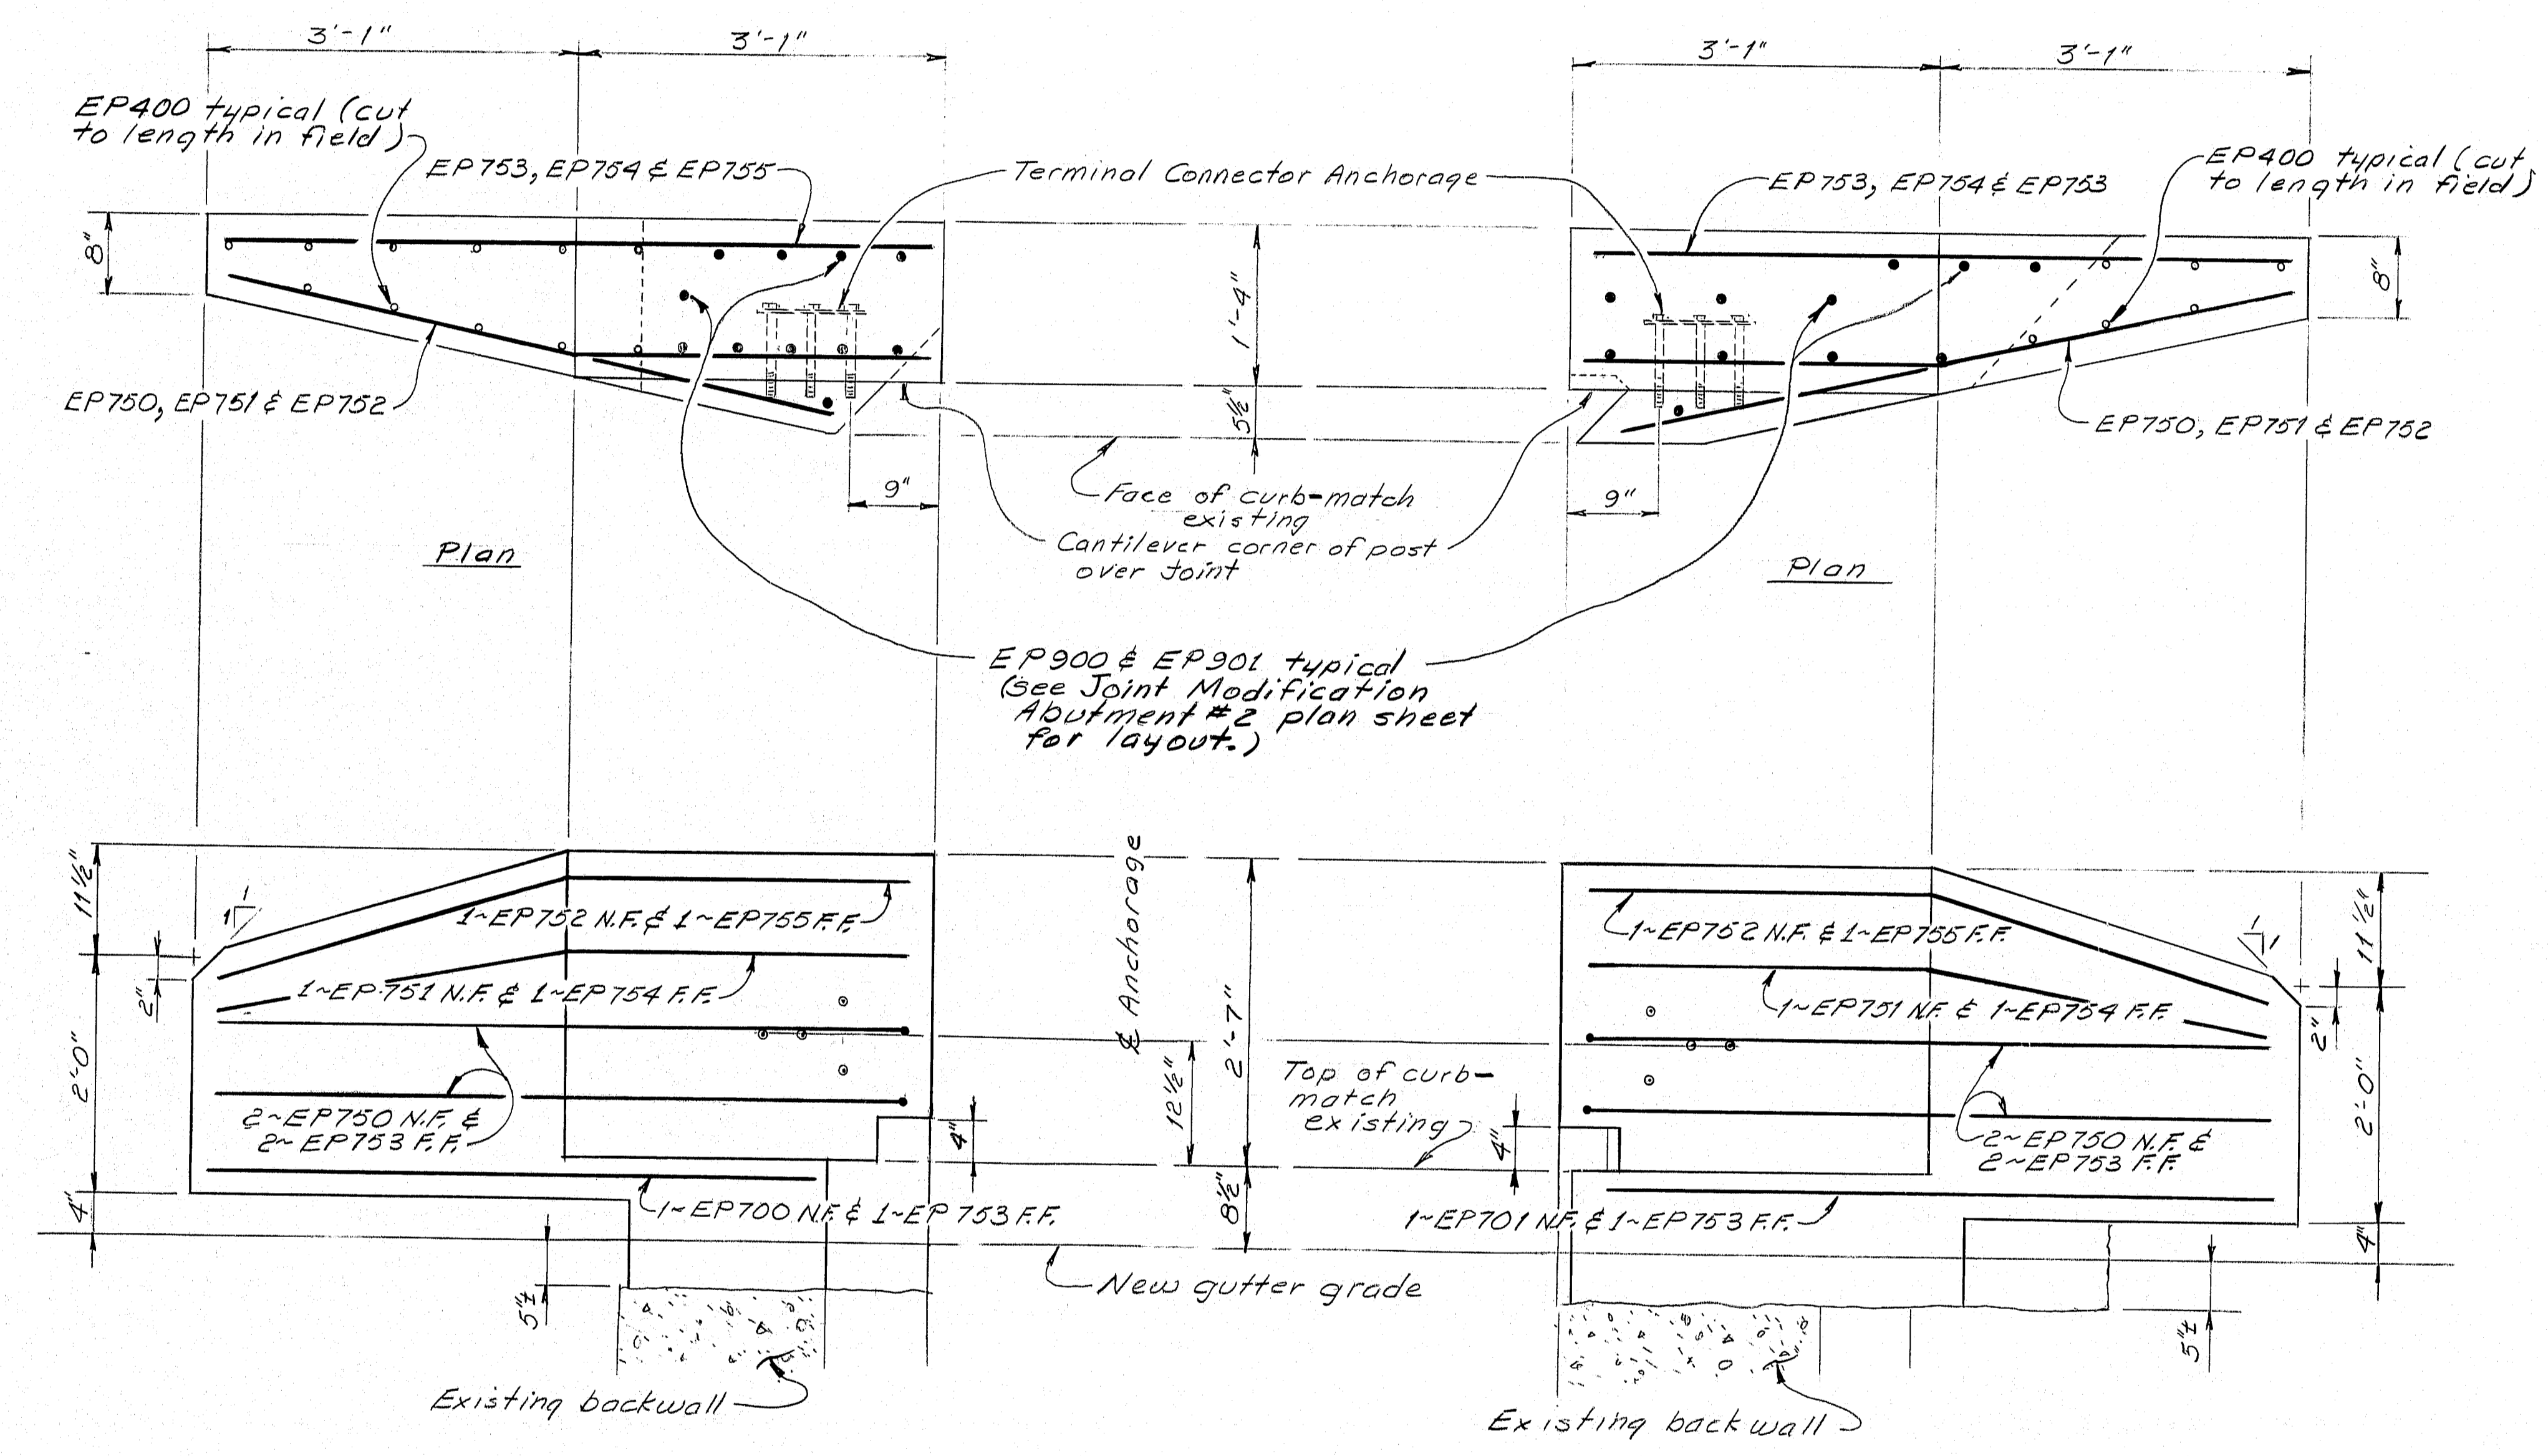 3'-1" 3'-1"
3'-1" 3'-1"
EP400 typical (cut
to length in field)
EP753, EP754 & EP755
Terminal Connector Anchorage
EP753, EP754 & EP753
EP400 typical (cut
to length in field)
8"
1'-4"
8"
5½"
EP750, EP751 & EP752
EP750, EP751 & EP752
9"
Face of curb-match
existing
9"
Cantilever corner of post
over Joint
Plan
Plan
EP900 & EP901 typical
(see Joint Modification
Abutment #2 plan sheet
for layout.)
11½"
1
1
2"
2'-0"
4"
1~EP752 N.F. & 1~EP755 F.F.
1~EP751 N.F. & 1~EP754 F.F.
2~EP750 N.F. &
2~EP753 F.F.
1~EP700 N.F. & 1~EP753 F.F.
4"
5"±
Existing backwall
℄ Anchorage
12½"
2'-7"
8½"
Top of curb-
match
existing
New gutter grade
1~EP752 N.F. & 1~EP755 F.F.
1~EP751 N.F. & 1~EP754 F.F.
2~EP750 N.F. &
2~EP753 F.F.
1~EP701 N.F. & 1~EP753 F.F.
4"
1
1
11½"
2"
2'-0"
4"
5"±
Existing backwall